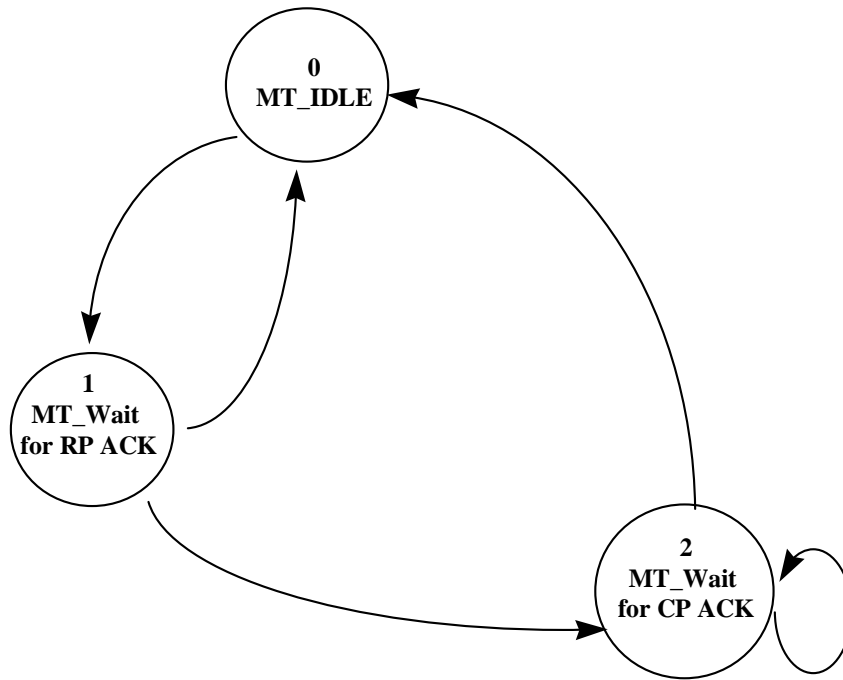 0
MT_IDLE
1
MT_Wait
for RP ACK
2
MT_Wait
for CP ACK